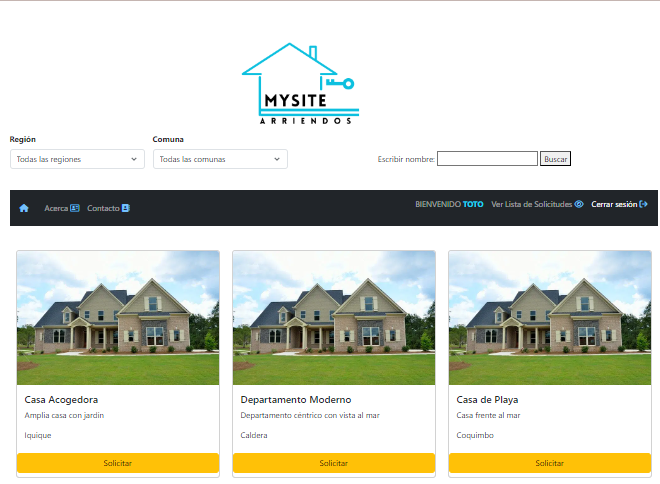 MYSITE
ARRIENDOS
Región Comuna
Todas las regiones Todas las comunas Escribir nombre: Buscar
Acerca Contacto BIENVENIDO TOTO Ver Lista de Solicitudes Cerrar sesión
Casa Acogedora Departamento Moderno Casa de Playa
Amplia casa con jardín Departamento céntrico con vista al mar Casa frente al mar
Iquique Caldera Coquimbo
Solicitar Solicitar Solicitar